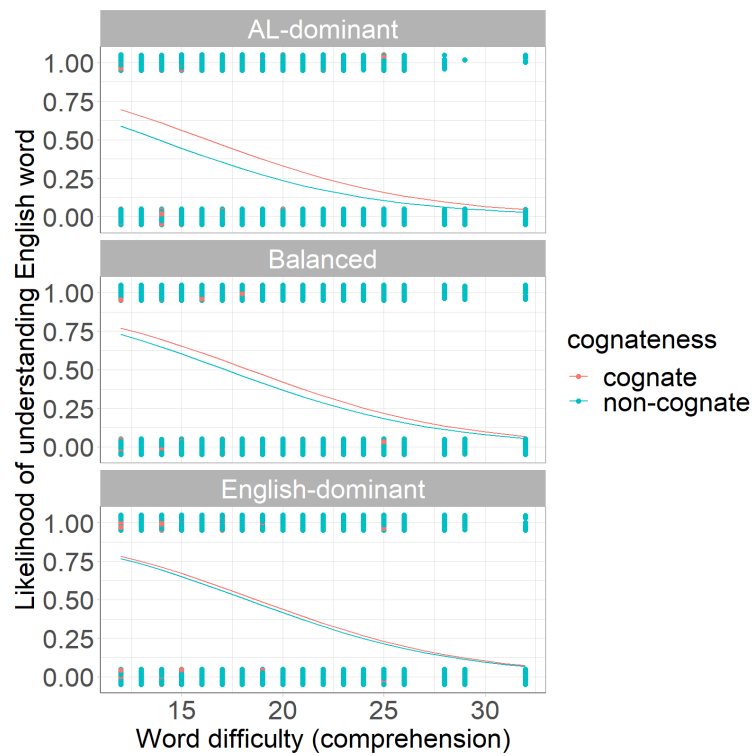 AL-dominant
1.00
0.75
0.50
0.25
0.00
Balanced
1.00
0.75
0.50
0.25
0.00
English-dominant
1.00
0.75
0.50
0.25
0.00
15 20 25 30
Word difficulty (comprehension)
Likelihood of understanding English word
cognateness
cognate
non-cognate